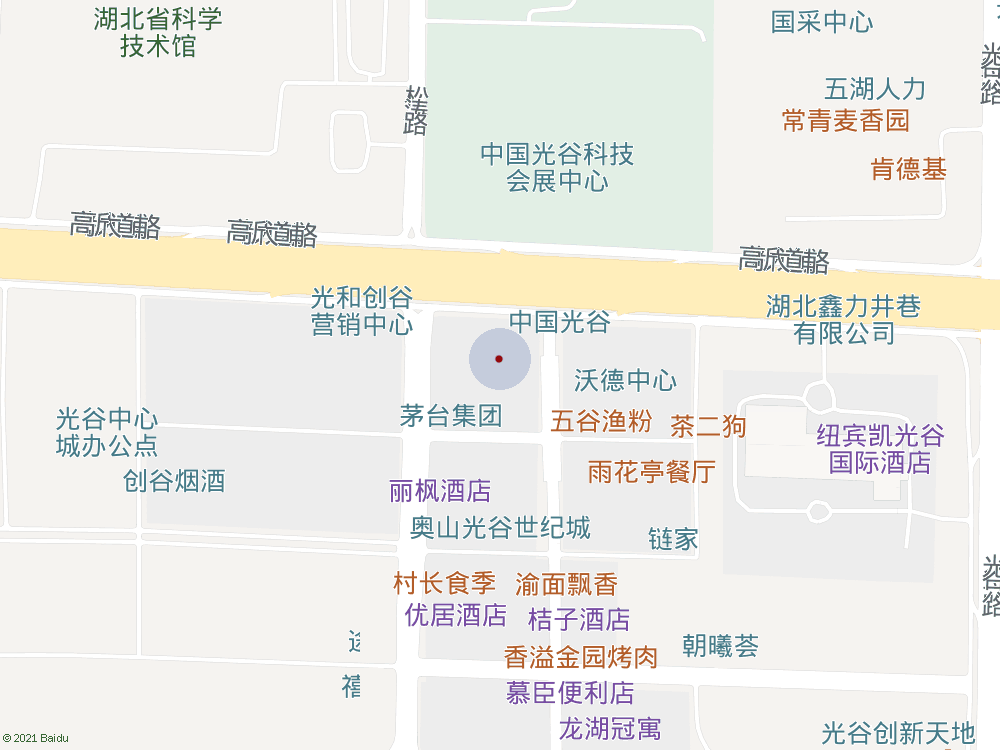 湖北省科学
技术馆
国采中心
五湖人力
常青麦香园
松涛路
中国光谷科技
会展中心
肯德基
高新大道辅路
高新大道辅路
高新大道辅路
光和创谷
营销中心
中国光谷
湖北鑫力井巷
有限公司
沃德中心
光谷中心
城办公点
茅台集团
五谷渔粉
茶二狗
纽宾凯光谷
国际酒店
创谷烟酒
雨花亭餐厅
丽枫酒店
奥山光谷世纪城
链家
村长食季
渝面飘香
优居酒店
桔子酒店
朝曦荟
香溢金园烤肉
慕臣便利店
龙湖冠寓
光谷创新天地
© 2021 Baidu